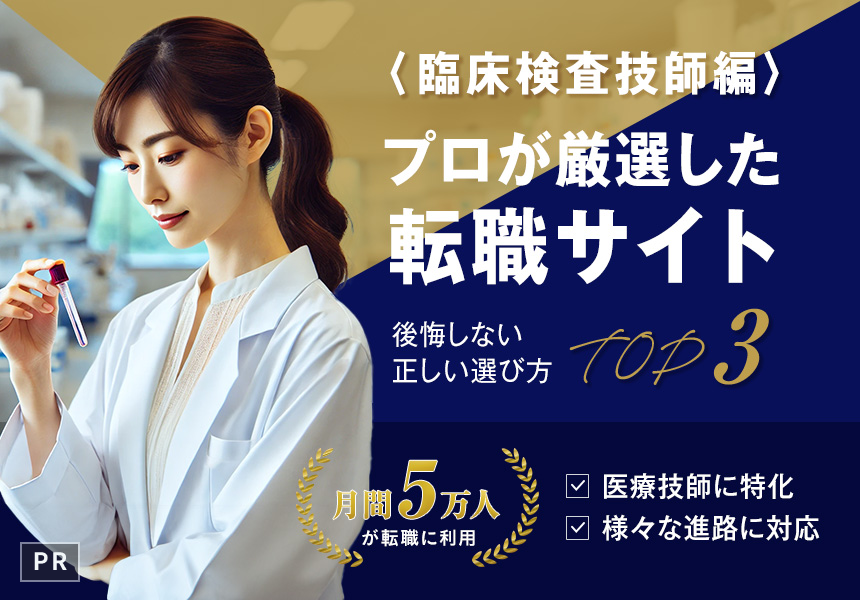 〈臨床検査技師編〉
プロが厳選した
転職サイト
後悔しない
正しい選び方
TOP 3
月間5万人
が転職に利用
医療技師に特化
様々な進路に対応
PR